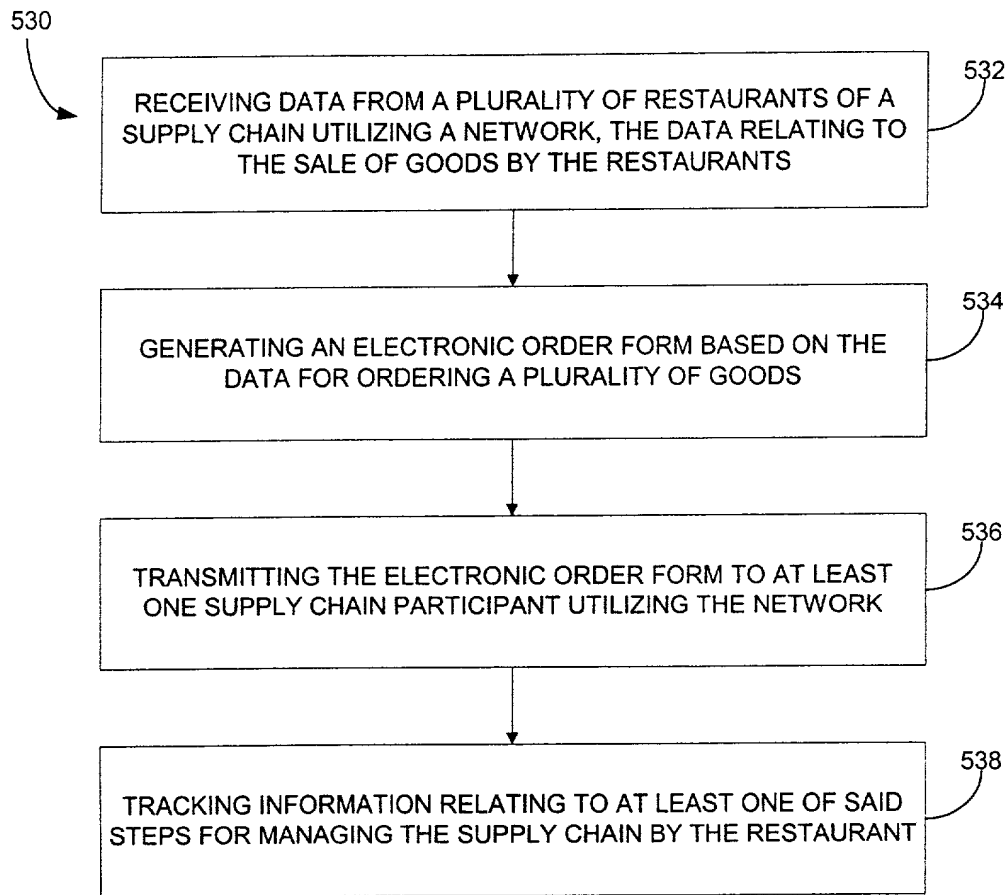 530
532
RECEIVING DATA FROM A PLURALITY OF RESTAURANTS OF A
SUPPLY CHAIN UTILIZING A NETWORK, THE DATA RELATING TO
THE SALE OF GOODS BY THE RESTAURANTS
534
GENERATING AN ELECTRONIC ORDER FORM BASED ON THE
DATA FOR ORDERING A PLURALITY OF GOODS
536
TRANSMITTING THE ELECTRONIC ORDER FORM TO AT LEAST
ONE SUPPLY CHAIN PARTICIPANT UTILIZING THE NETWORK
538
TRACKING INFORMATION RELATING TO AT LEAST ONE OF SAID
STEPS FOR MANAGING THE SUPPLY CHAIN BY THE RESTAURANT